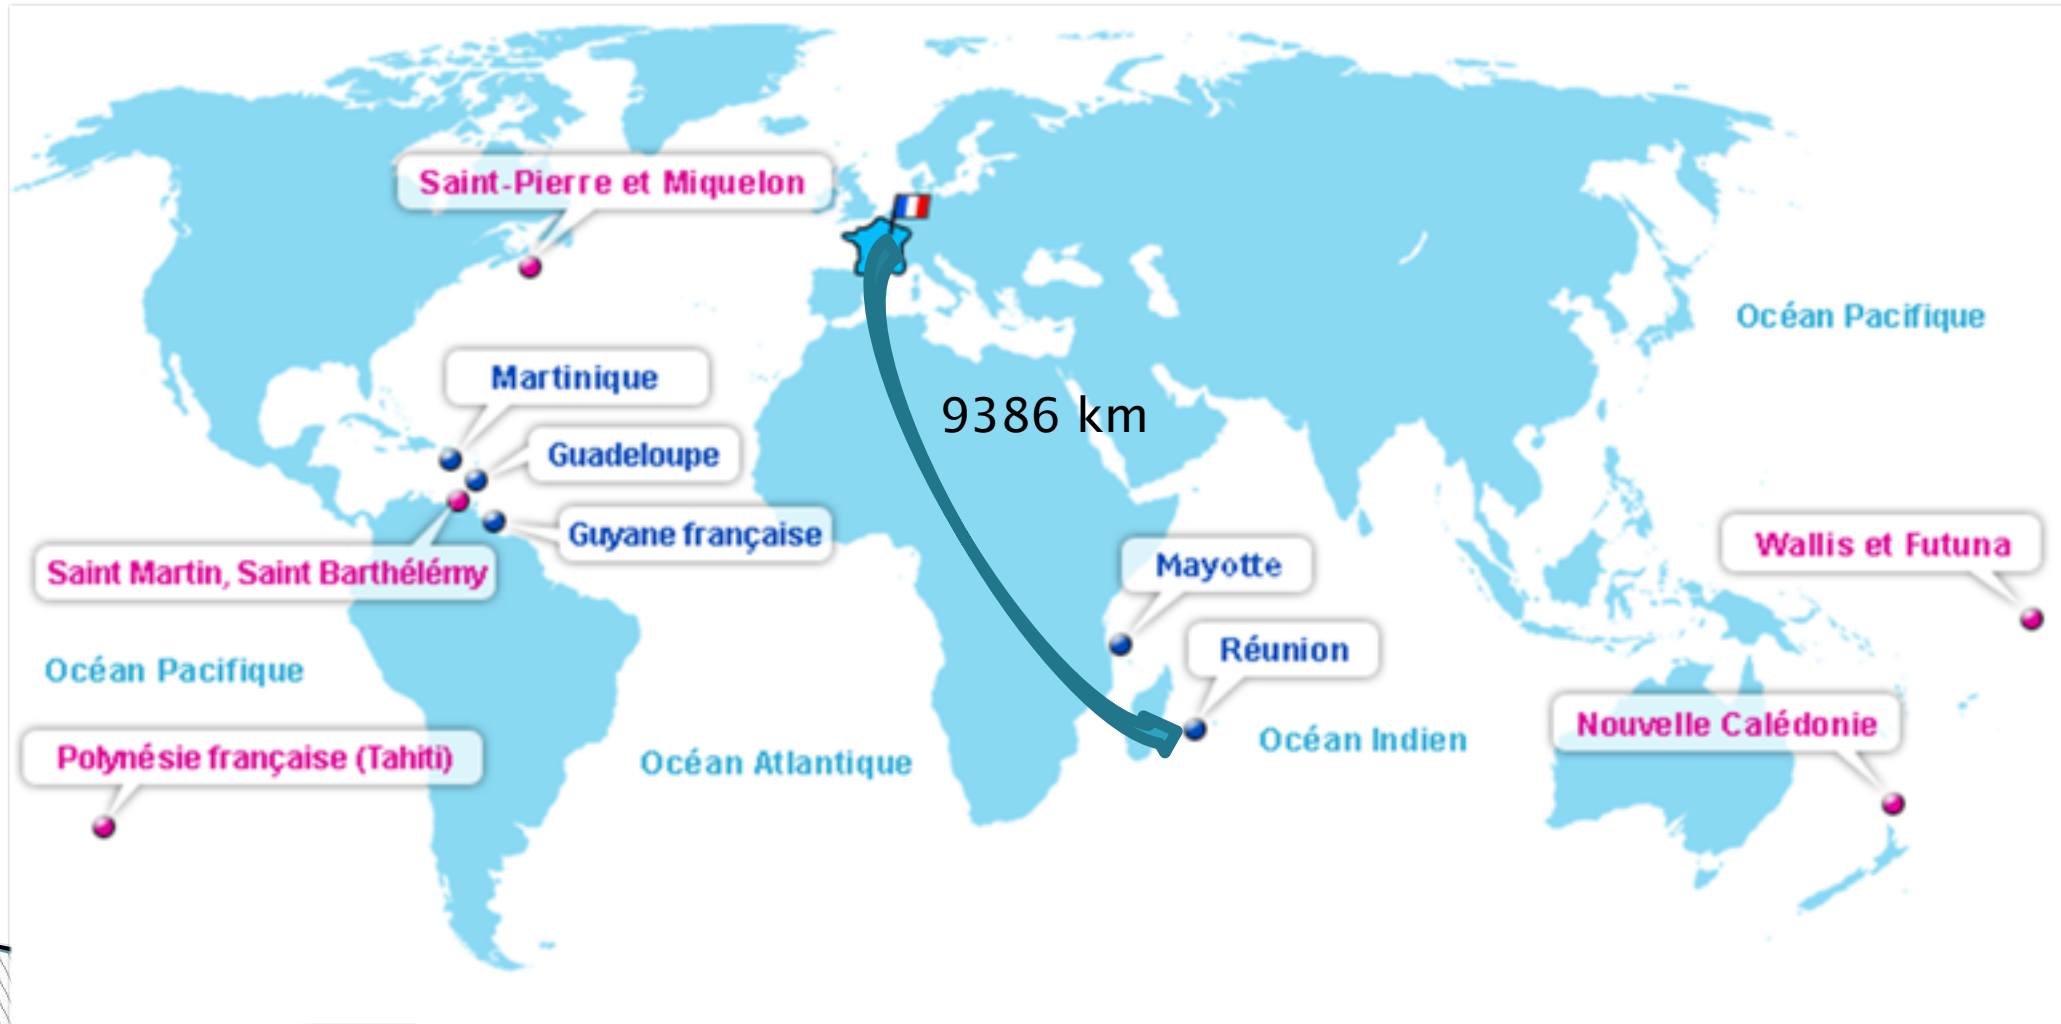 Saint-Pierre et Miquelon
Océan Pacifique
Martinique
9386 km
Guadeloupe
Guyane française
Wallis et Futuna
Mayotte
Saint Martin, Saint Barthélémy
Réunion
Océan Pacifique
Nouvelle Calédonie
Océan Indien
Polynésie française (Tahiti)
Océan Atlantique